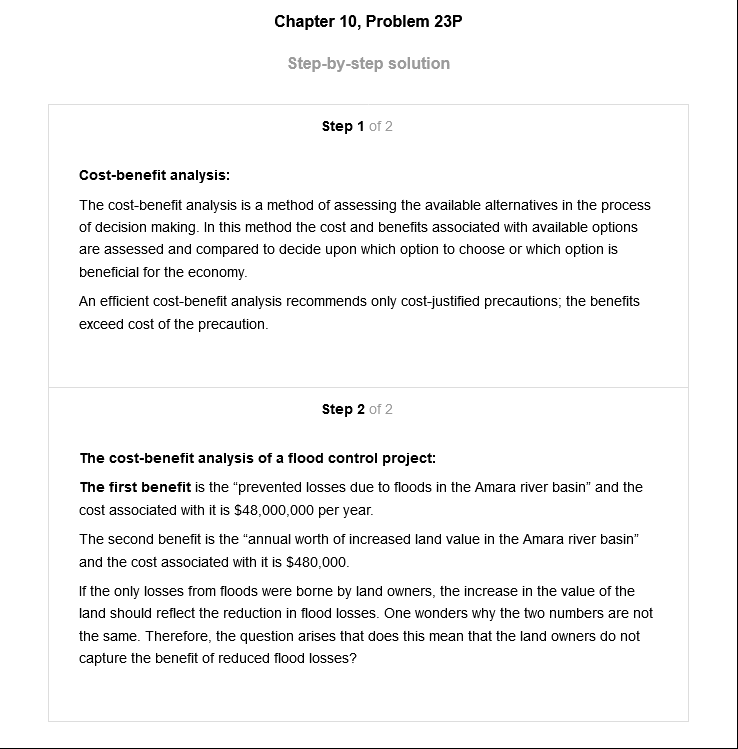 Chapter 10, Problem 23P
Step-by-step solution
Step 1 of 2
Cost-benefit analysis:
The cost-benefit analysis is a method of assessing the available alternatives in the process
of decision making. In this method the cost and benefits associated with available options
are assessed and compared to decide upon which option to choose or which option is
beneficial for the economy.
An efficient cost-benefit analysis recommends only cost-justified precautions; the benefits
exceed cost of the precaution.
Step 2 of 2
The cost-benefit analysis of a flood control project:
The first benefit is the “prevented losses due to floods in the Amara river basin” and the
cost associated with it is $48,000,000 per year.
The second benefit is the “annual worth of increased land value in the Amara river basin”
and the cost associated with it is $480,000.
If the only losses from floods were borne by land owners, the increase in the value of the
land should reflect the reduction in flood losses. One wonders why the two numbers are not
the same. Therefore, the question arises that does this mean that the land owners do not
capture the benefit of reduced flood losses?